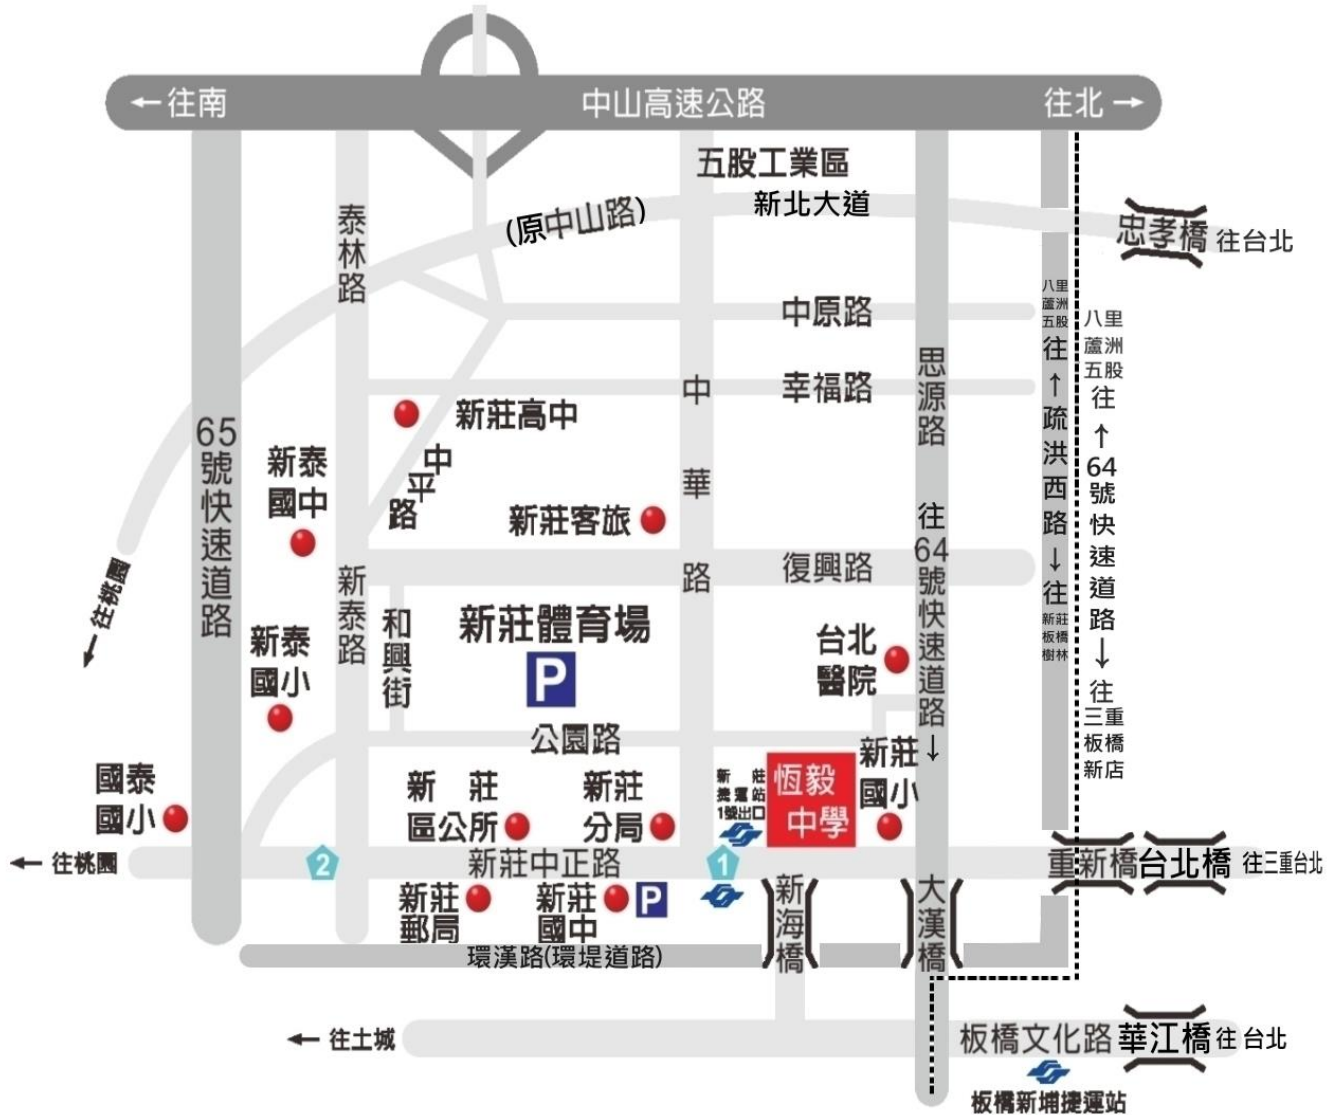 ←往南
中山高速公路
往北→
五股工業區
新北大道
(原中山路)
忠孝橋
往台北
泰林路
中原路
幸福路
八里
蘆洲
五股
往
↑
疏洪西路
↓
往
新莊
板橋
樹林
八里
蘆洲
五股
往
↑
64號快速道路
↓
往
三重
板橋
新店
思源路
往64號快速道路↓
中華路
65號快速道路
新莊高中
中平路
新泰
國中
新莊客旅
復興路
←往桃園
新泰路
和興街
新莊體育場
P
新泰
國小
台北
醫院
公園路
國泰
國小
新莊
區公所
新莊
分局
新莊
捷運站
1號出口
恆毅
中學
新莊
國小
←往桃園
2
新莊中正路
1
重新橋
台北橋
往三重台北
新莊
郵局
新莊
國中
P
新海橋
大漢橋
環漢路(環堤道路)
←往土城
板橋文化路
華江橋
往台北
板橋新埔捷運站